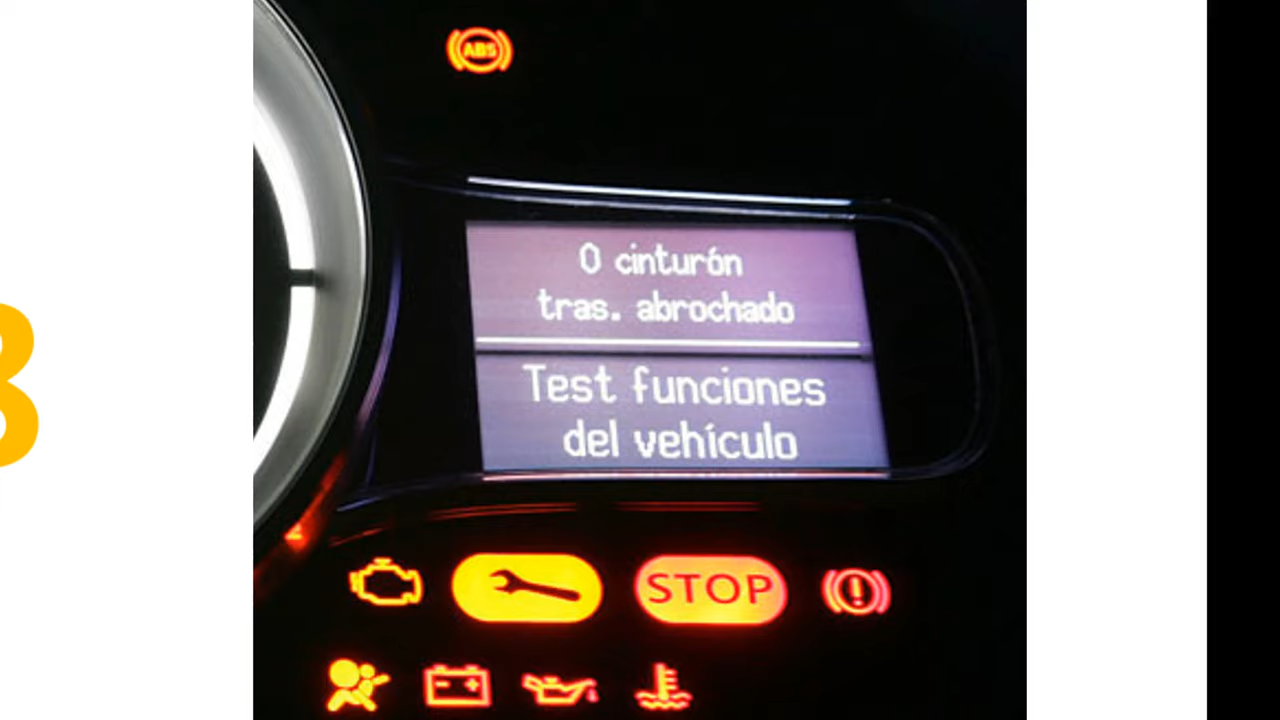 ABS
0 cinturón
tras. abrochado
Test funciones
del vehículo
STOP